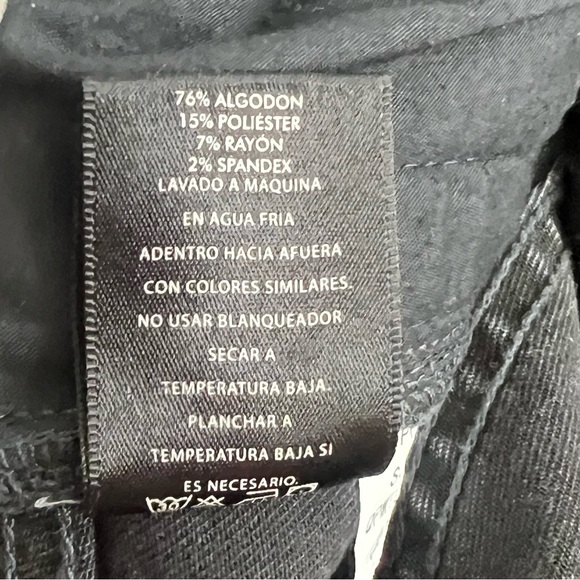 76% ALGODON
15% POLIÉSTER
7% RAYÓN
2% SPANDEX
LAVADO A MAQUINA
EN AGUA FRIA
ADENTRO HACIA AFUERA
CON COLORES SIMILARES.
NO USAR BLANQUEADOR
SECAR A
TEMPERATURA BAJA.
PLANCHAR A
TEMPERATURA BAJA SI
ES NECESARIO.